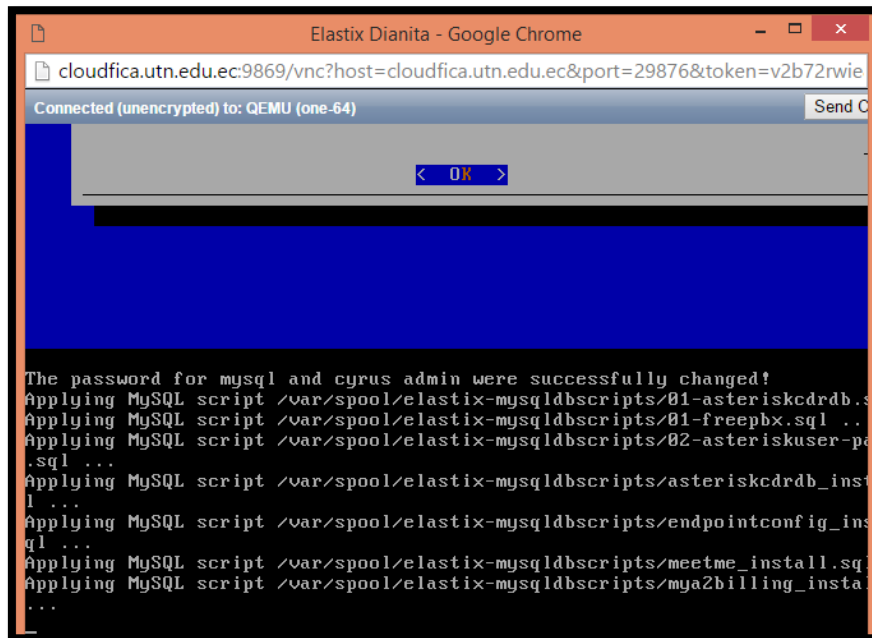 Elastix Dianita - Google Chrome
cloudfica.utn.edu.ec:9869/vnc?host=cloudfica.utn.edu.ec&port=29876&token=v2b72rwie
Connected (unencrypted) to: QEMU (one-64)
Send C
< OK >
The password for mysql and cyrus admin were successfully changed!
Applying MySQL script /var/spool/elastix-mysqldbscripts/01-asteriskcdrdb.s
Applying MySQL script /var/spool/elastix-mysqldbscripts/01-freepbx.sql ..
Applying MySQL script /var/spool/elastix-mysqldbscripts/02-asteriskuser-pa
.sql ...
Applying MySQL script /var/spool/elastix-mysqldbscripts/asteriskcdrdb_inst
l ...
Applying MySQL script /var/spool/elastix-mysqldbscripts/endpointconfig_ins
ql ...
Applying MySQL script /var/spool/elastix-mysqldbscripts/meetme_install.sql
Applying MySQL script /var/spool/elastix-mysqldbscripts/mya2billing_instal
...